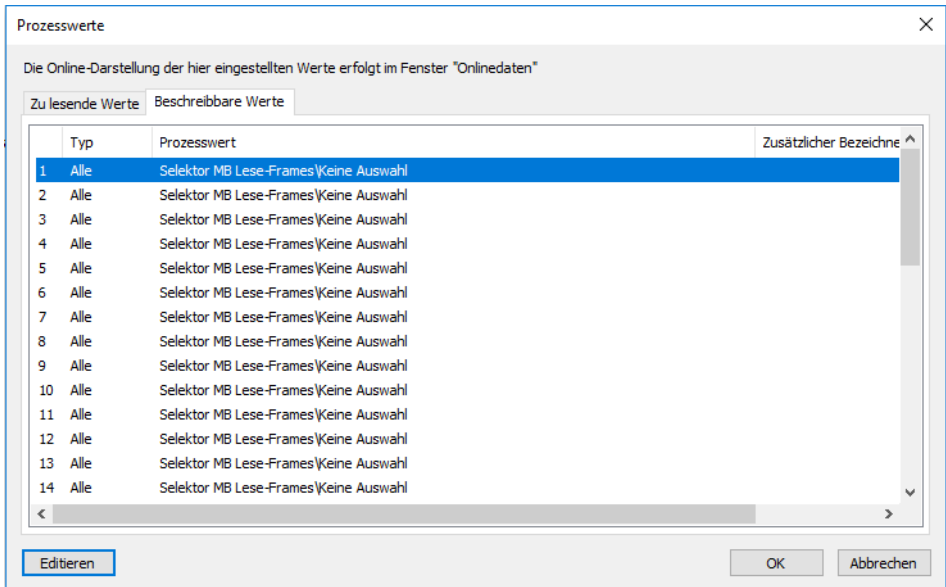 Prozesswerte
Die Online-Darstellung der hier eingestellten Werte erfolgt im Fenster "Onlinedaten"
Zu lesende Werte Beschreibbare Werte
Typ Prozesswert Zusätzlicher Bezeichne
1 Alle Selektor MB Lese-Frames\Keine Auswahl
2 Alle Selektor MB Lese-Frames\Keine Auswahl
3 Alle Selektor MB Lese-Frames\Keine Auswahl
4 Alle Selektor MB Lese-Frames\Keine Auswahl
5 Alle Selektor MB Lese-Frames\Keine Auswahl
6 Alle Selektor MB Lese-Frames\Keine Auswahl
7 Alle Selektor MB Lese-Frames\Keine Auswahl
8 Alle Selektor MB Lese-Frames\Keine Auswahl
9 Alle Selektor MB Lese-Frames\Keine Auswahl
10 Alle Selektor MB Lese-Frames\Keine Auswahl
11 Alle Selektor MB Lese-Frames\Keine Auswahl
12 Alle Selektor MB Lese-Frames\Keine Auswahl
13 Alle Selektor MB Lese-Frames\Keine Auswahl
14 Alle Selektor MB Lese-Frames\Keine Auswahl
Editieren OK Abbrechen